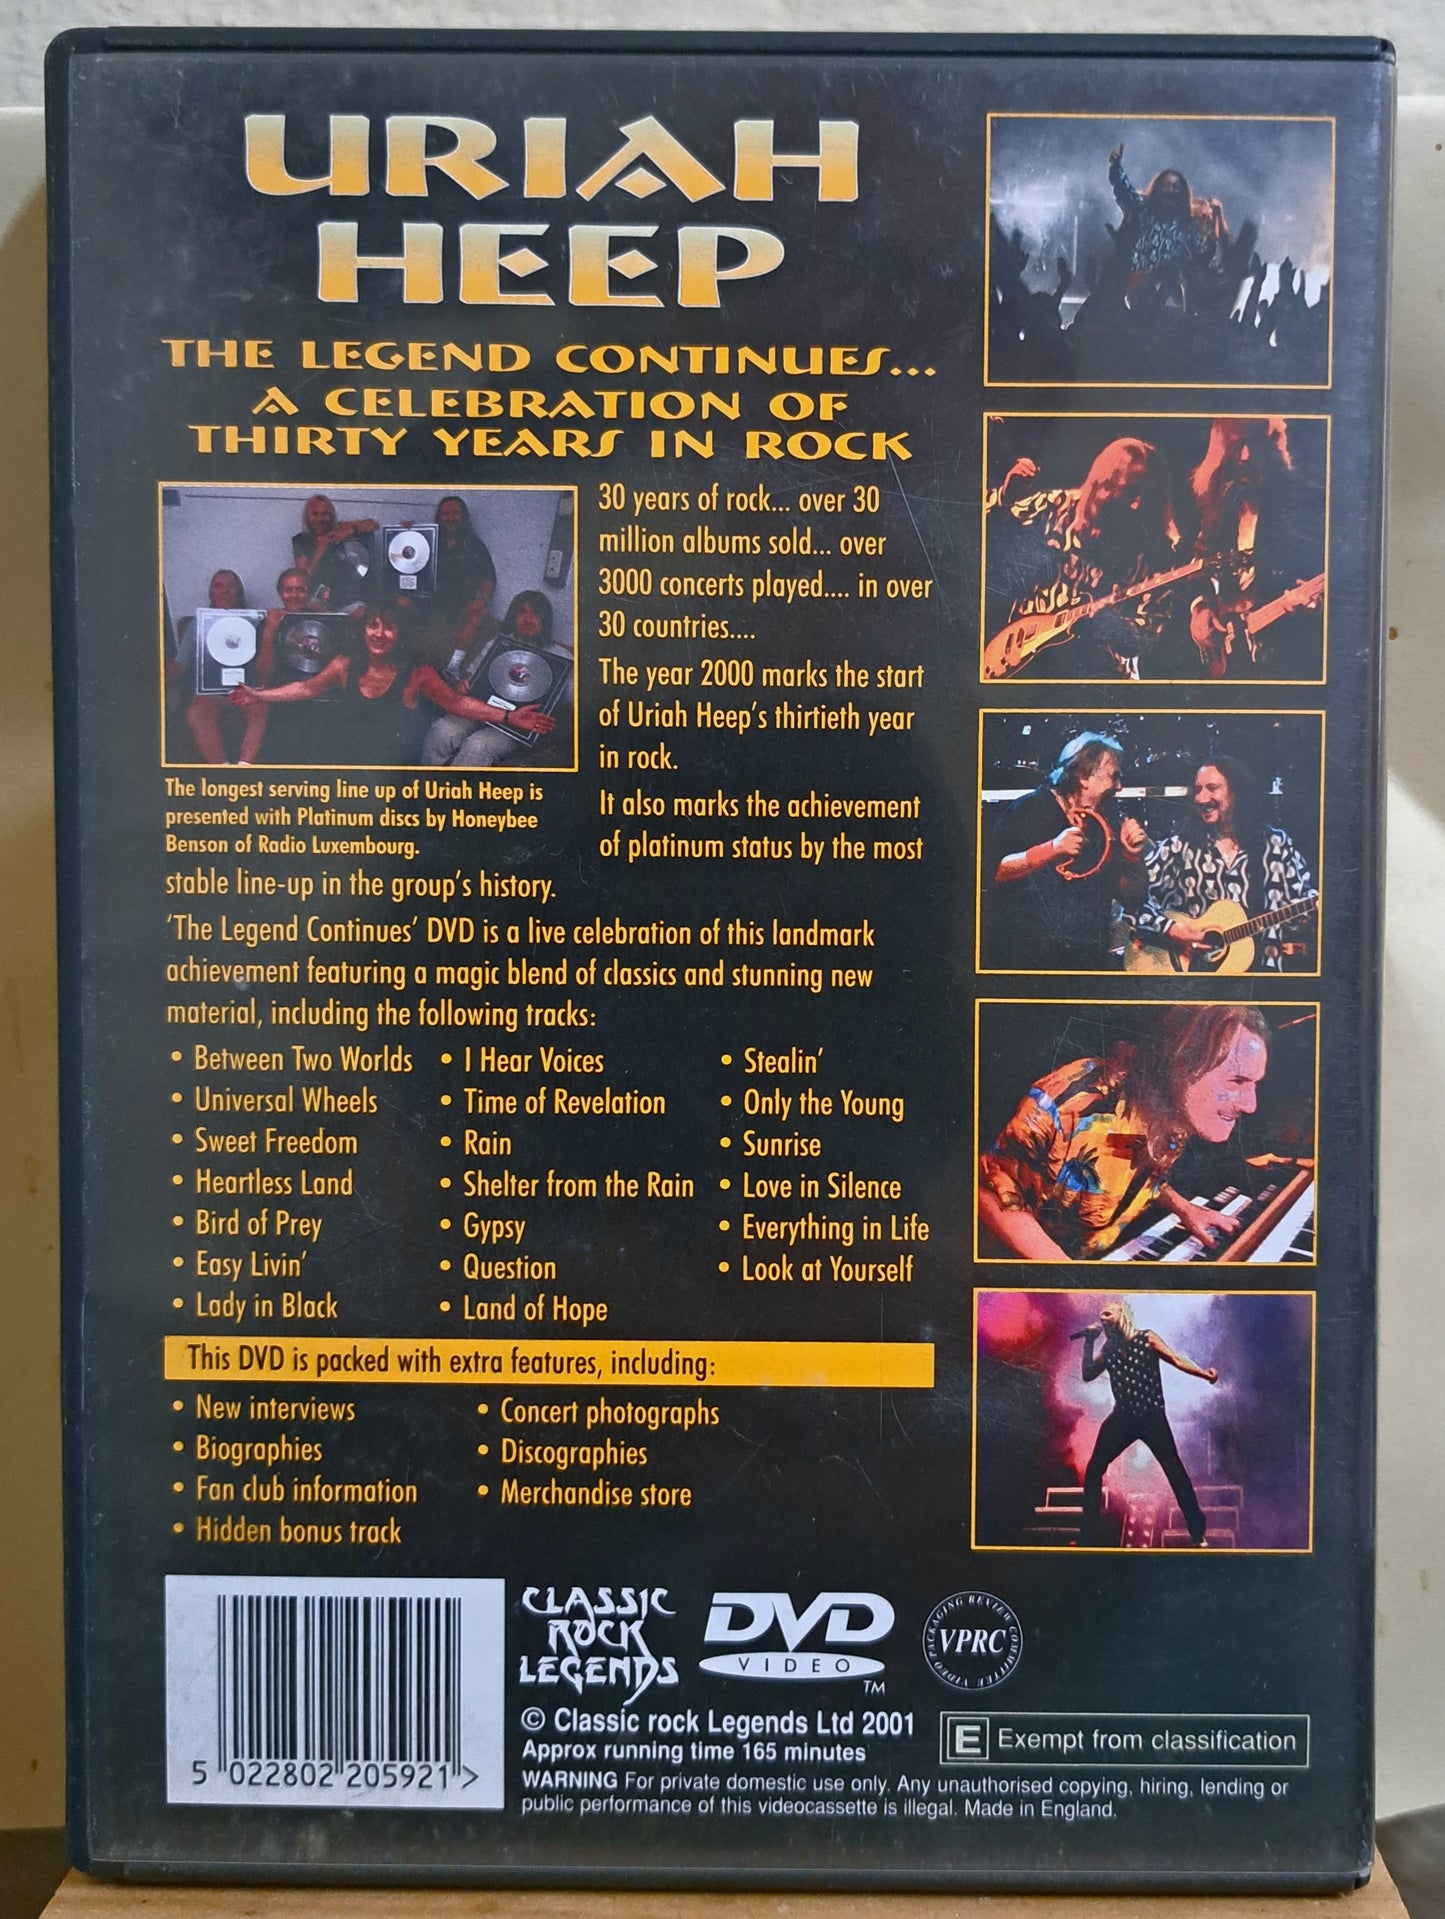 URIAH
HEEP
THE LEGEND CONTINUES...
A CELEBRATION OF
THIRTY YEARS IN ROCK
30 years of rock... over 30
million albums sold... over
3000 concerts played.... in over
30 countries....
The year 2000 marks the start
of Uriah Heep's thirtieth year
in rock.
The longest serving line up of Uriah Heep is
presented with Platinum discs by Honeybee
Benson of Radio Luxembourg.
It also marks the achievement
of platinum status by the most
stable line-up in the group's history.
'The Legend Continues' DVD is a live celebration of this landmark
achievement featuring a magic blend of classics and stunning new
material, including the following tracks:
• Between Two Worlds
• Universal Wheels
• Sweet Freedom
• Heartless Land
• Bird of Prey
• Easy Livin'
• Lady in Black
• I Hear Voices
• Time of Revelation
• Rain
• Shelter from the Rain
• Gypsy
• Question
• Land of Hope
• Stealin'
• Only the Young
• Sunrise
• Love in Silence
• Everything in Life
• Look at Yourself
This DVD is packed with extra features, including:
• New interviews
• Biographies
• Fan club information
• Hidden bonus track
• Concert photographs
• Discographies
• Merchandise store
5 022802 205921 >
CLASSIC
ROCK
LEGENDS
DVD
VIDEO
TM
VIDEO PACKAGING REVIEW COMMITTEE
VPRC
© Classic rock Legends Ltd 2001
Approx running time 165 minutes
E Exempt from classification
WARNING For private domestic use only. Any unauthorised copying, hiring, lending or
public performance of this videocassette is illegal. Made in England.